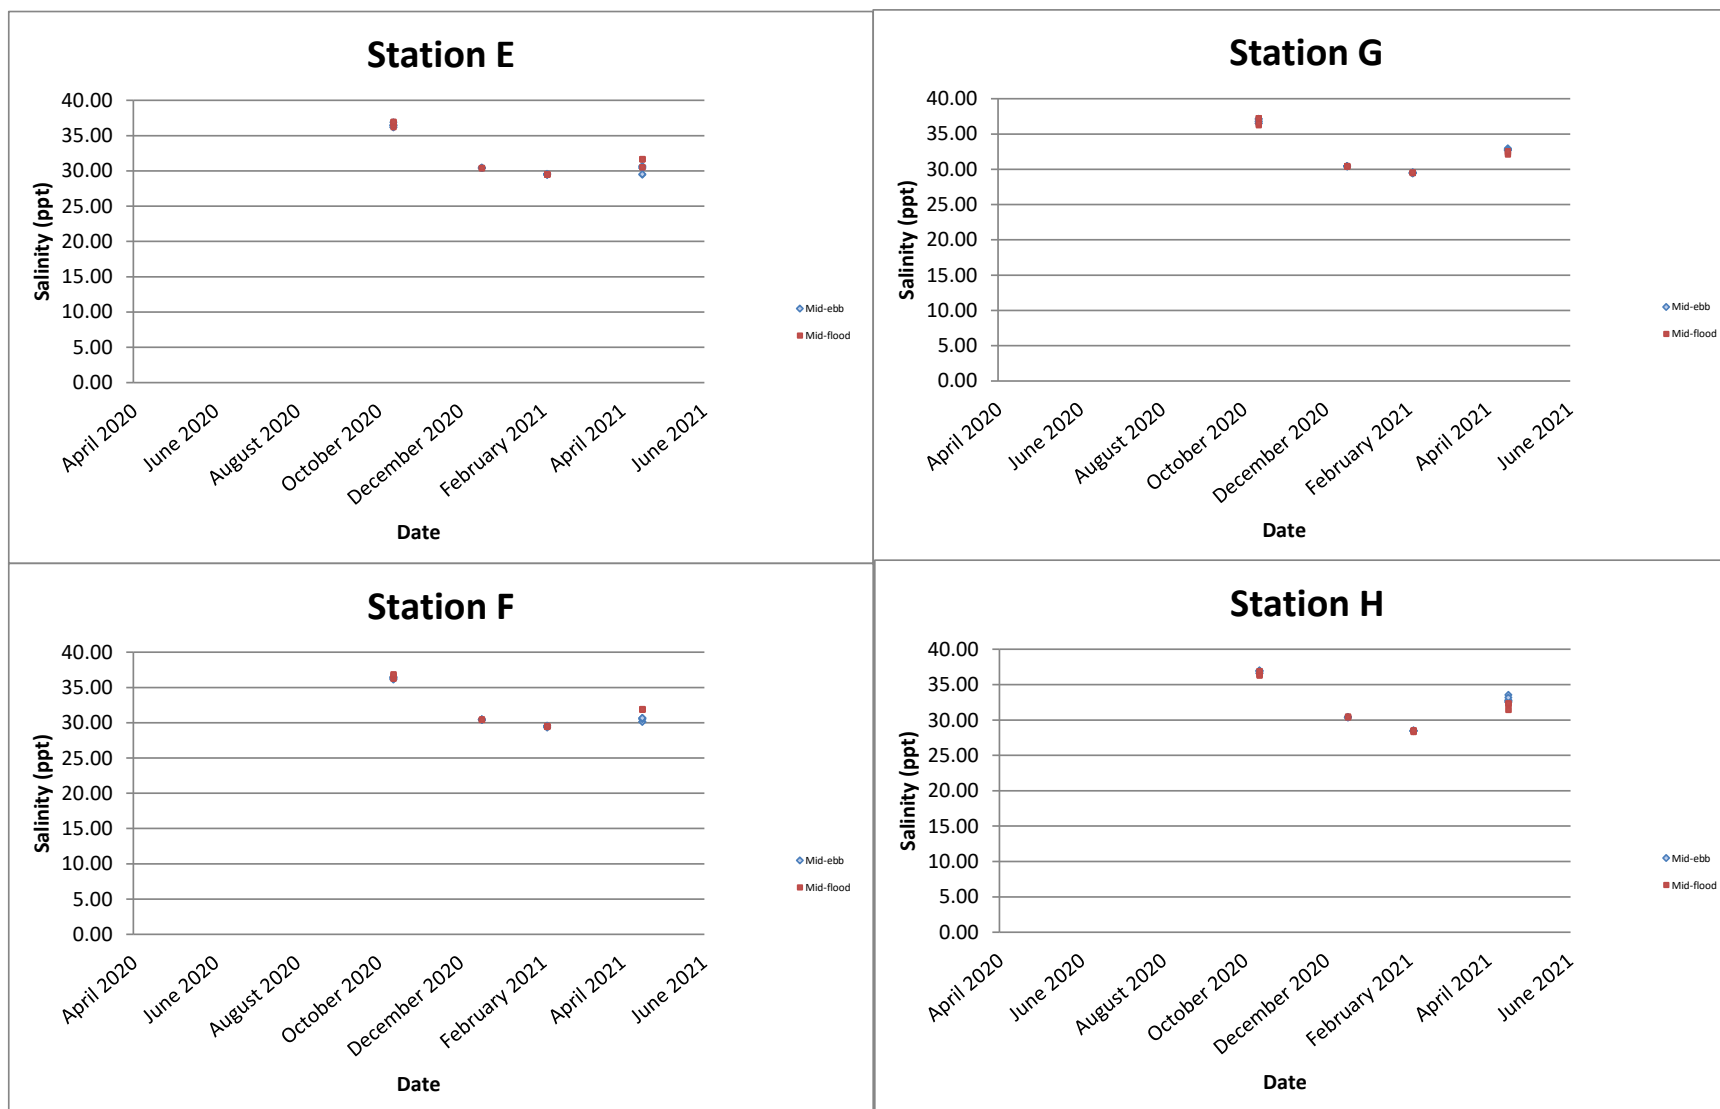 Station E
Salinity (ppt)
40.00
35.00
30.00
25.00
20.00
15.00
10.00
5.00
0.00
April 2020
June 2020
August 2020
October 2020
December 2020
February 2021
April 2021
June 2021
Date
Mid-ebb
Mid-flood
Station G
Salinity (ppt)
40.00
35.00
30.00
25.00
20.00
15.00
10.00
5.00
0.00
April 2020
June 2020
August 2020
October 2020
December 2020
February 2021
April 2021
June 2021
Date
Mid-ebb
Mid-flood
Station F
Salinity (ppt)
40.00
35.00
30.00
25.00
20.00
15.00
10.00
5.00
0.00
April 2020
June 2020
August 2020
October 2020
December 2020
February 2021
April 2021
June 2021
Date
Mid-ebb
Mid-flood
Station H
Salinity (ppt)
40.00
35.00
30.00
25.00
20.00
15.00
10.00
5.00
0.00
April 2020
June 2020
August 2020
October 2020
December 2020
February 2021
April 2021
June 2021
Date
Mid-ebb
Mid-flood